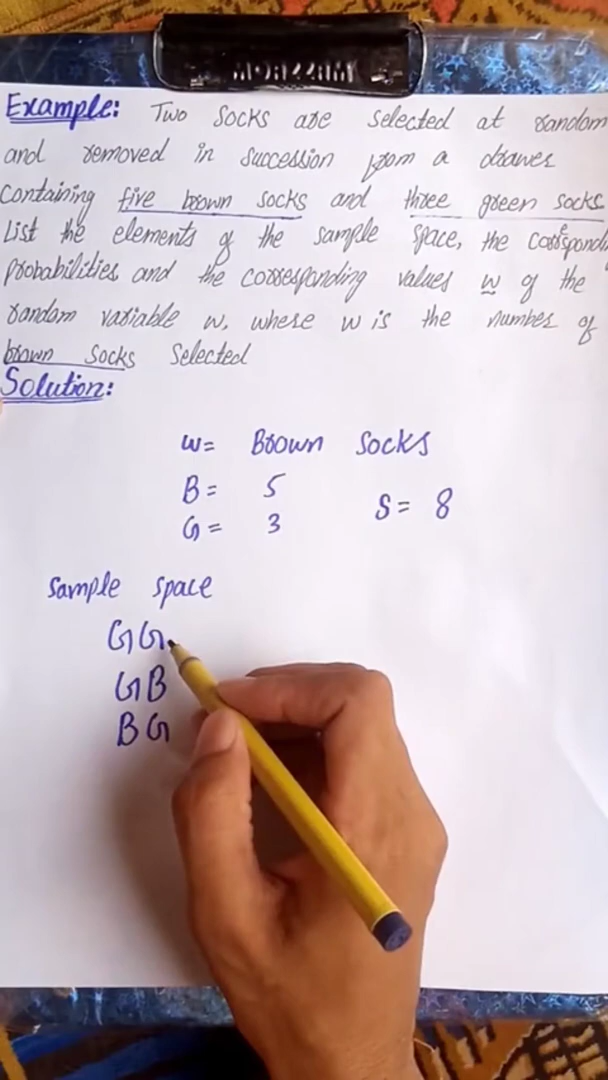 MOAZZAM
Example: Two Socks are selected at random
and removed in succession from a drawer
Containing five brown socks and three green socks.
List the elements of the sample space, the correspond
probabilities and the corresponding values w of the
random variable w, where w is the number of
brown socks Selected
Solution:
w= Brown Socks
B= 5
S= 8
G= 3
Sample space
GG
GB
BG